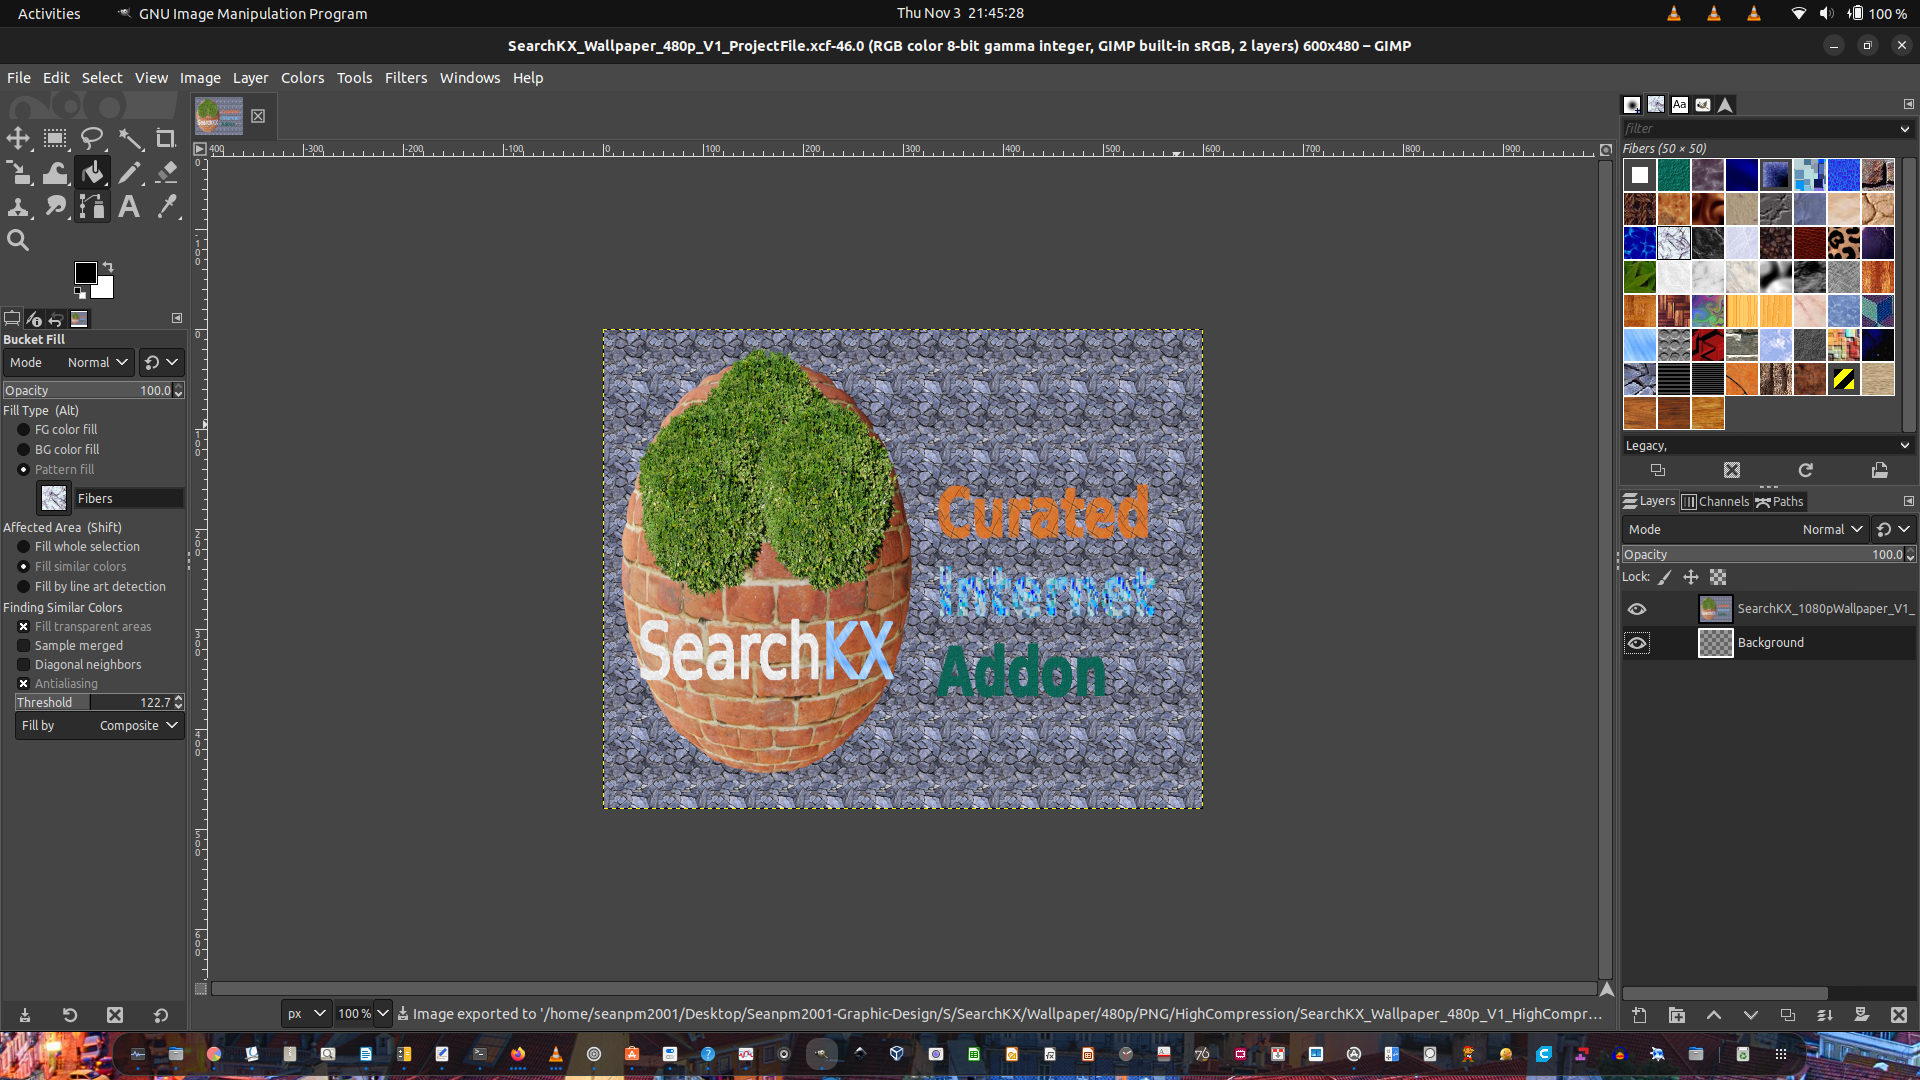 Activities
GNU Image Manipulation Program
Thu Nov 3 21:45:28
100 %
SearchKX_Wallpaper_480p_V1_ProjectFile.xcf-46.0 (RGB color 8-bit gamma integer, GIMP built-in sRGB, 2 layers) 600x480 – GIMP
File Edit Select View Image Layer Colors Tools Filters Windows Help
400 -300 -200 -100 0 100 200 300 400 500 600 700 800 900
Bucket Fill
Mode Normal
Opacity 100.0
Fill Type (Alt)
FG color fill
BG color fill
Pattern fill
Fibers
Affected Area (Shift)
Fill whole selection
Fill similar colors
Fill by line art detection
Finding Similar Colors
Fill transparent areas
Sample merged
Diagonal neighbors
Antialiasing
Threshold 122.7
Fill by Composite
Curated
Internet
Addon
SearchKX
filter
Fibers (50 × 50)
Legacy,
Layers Channels Paths
Mode Normal
Opacity 100.0
Lock:
SearchKX_1080pWallpaper_V1_
Background
px
100 %
Image exported to '/home/seanpm2001/Desktop/Seanpm2001-Graphic-Design/S/SearchKX/Wallpaper/480p/PNG/HighCompression/SearchKX_Wallpaper_480p_V1_HighCompr…